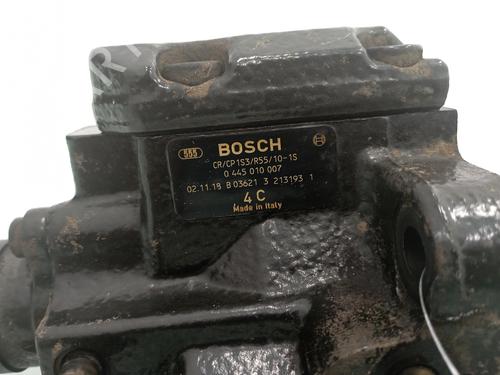 555 BOSCH
CR/CP1S3/R55/10-1S
0 445 010 007
02.11.18 B 03621 3 213193 1
4 C
Made in Italy